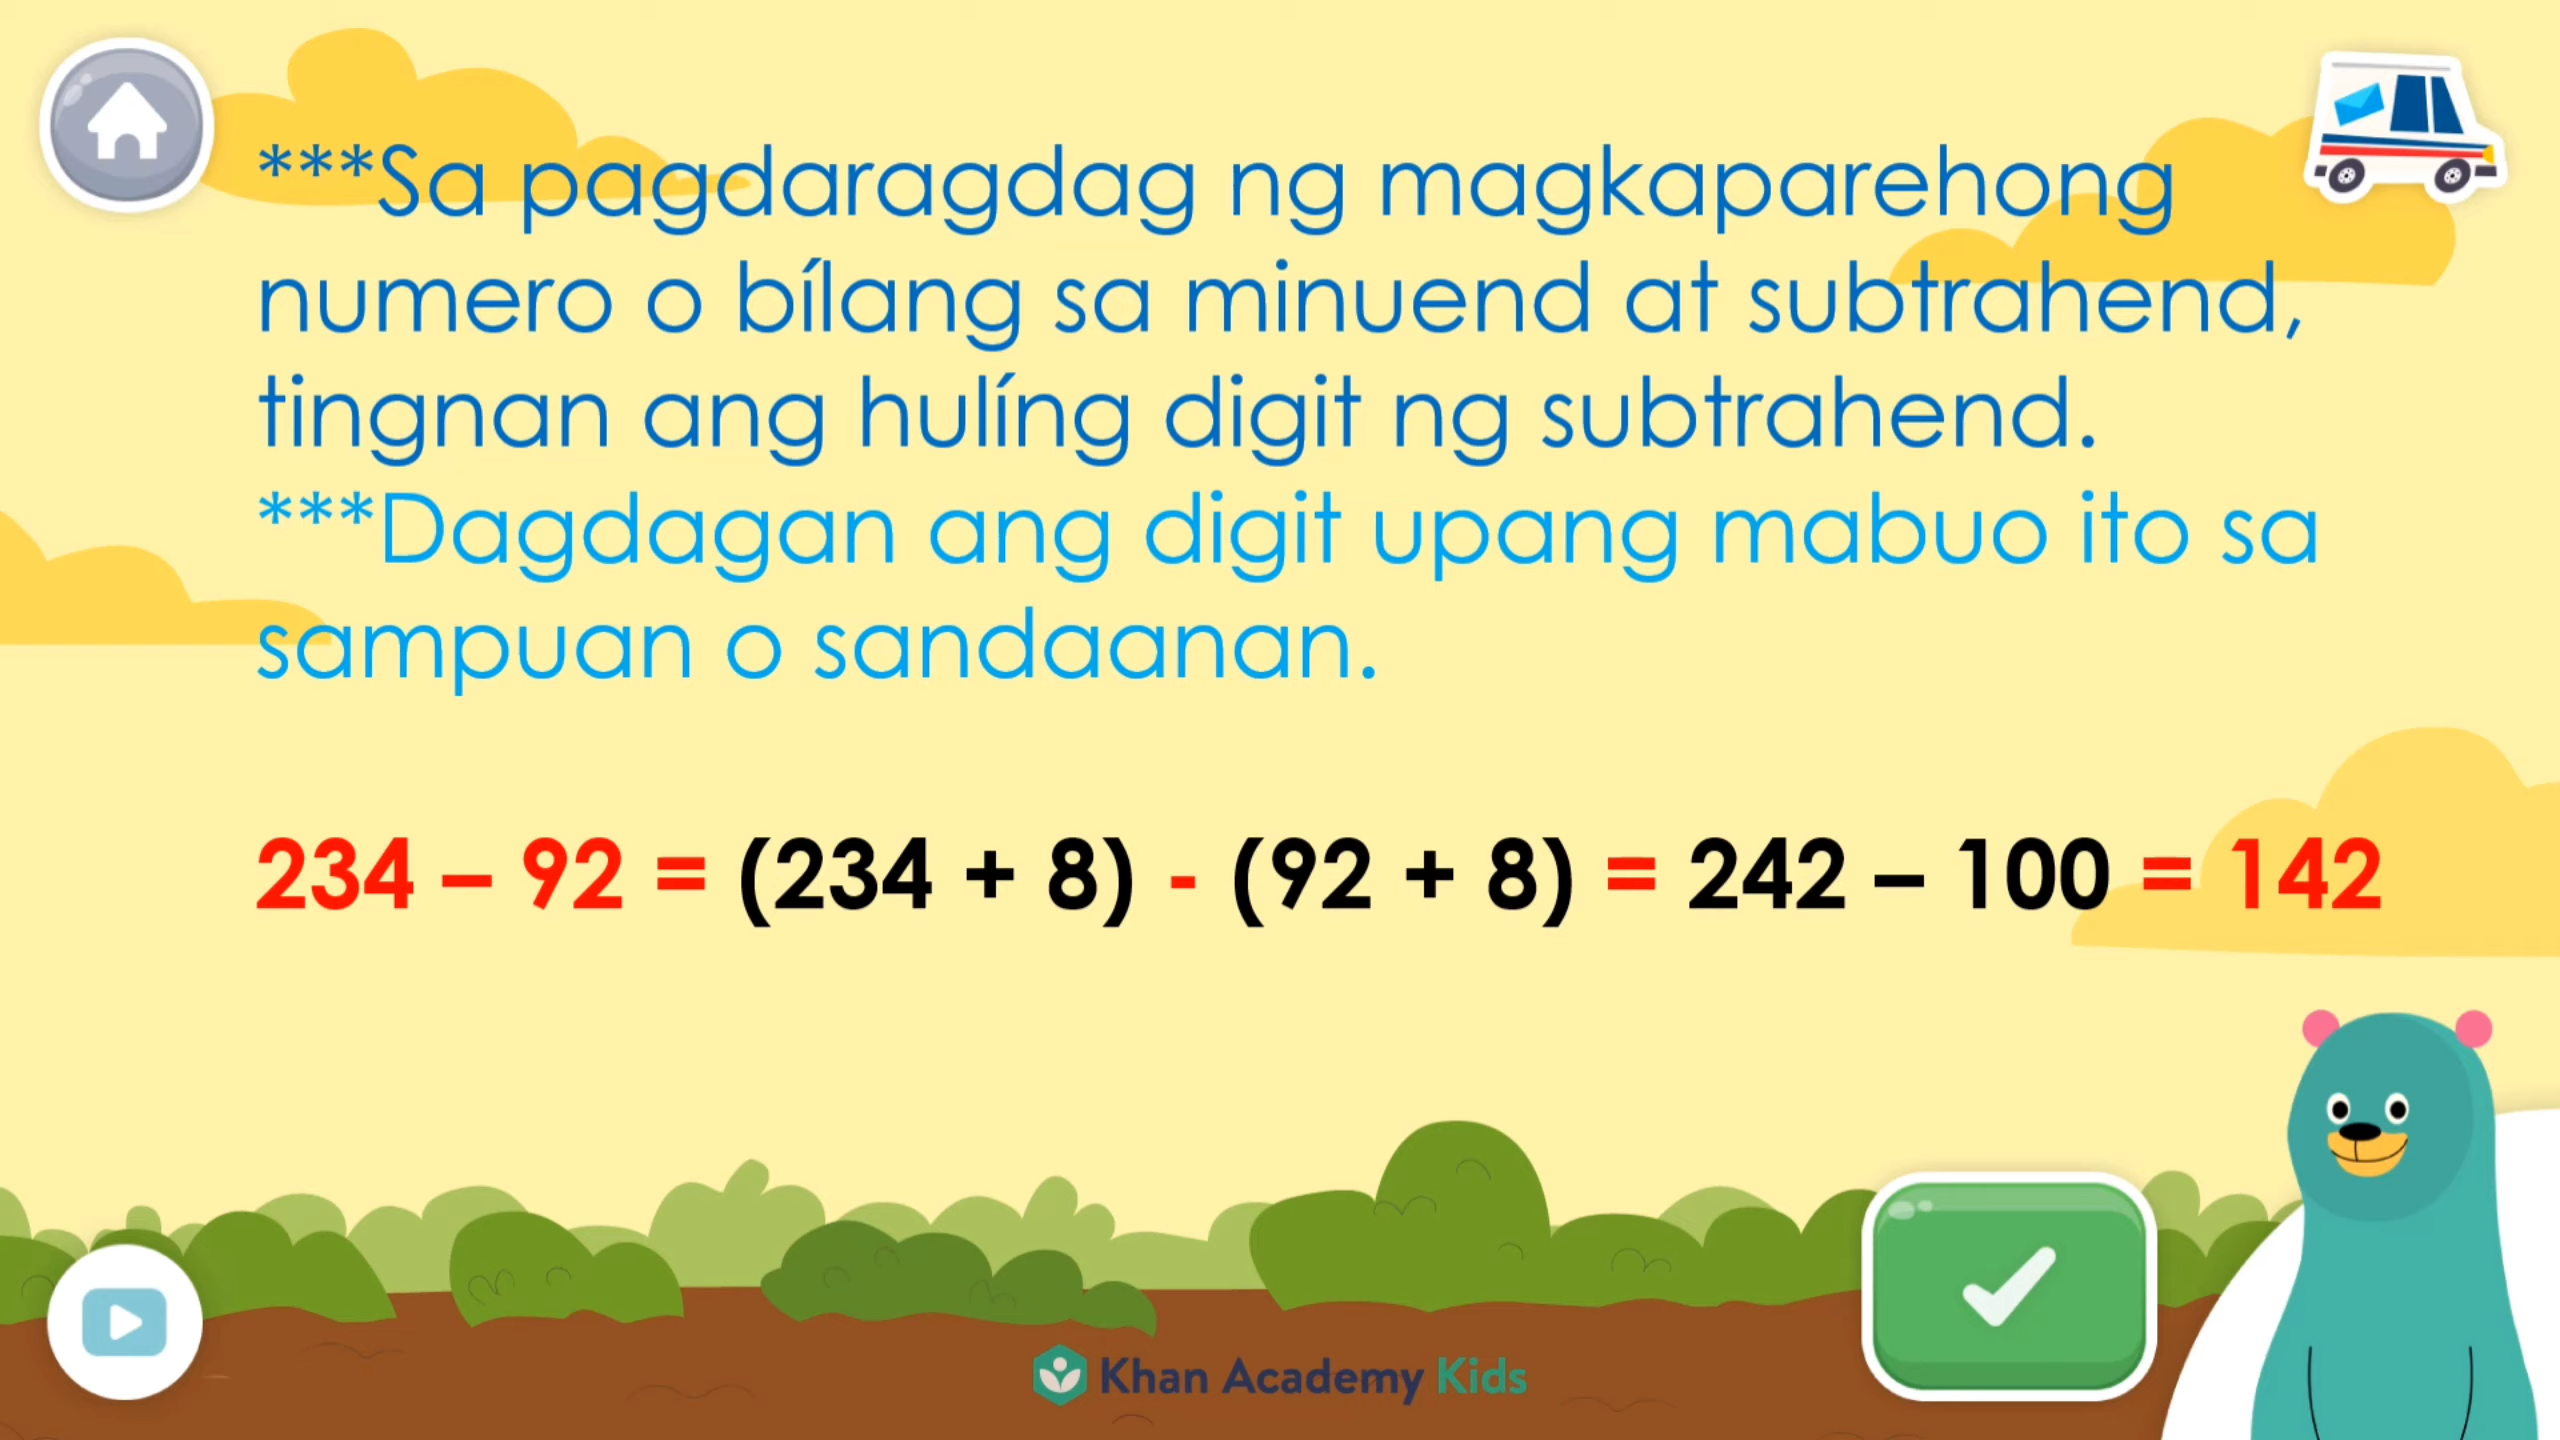 ***Sa pagdaragdag ng magkaparehong
numero o bílang sa minuend at subtrahend,
tingnan ang hulíng digit ng subtrahend.
***Dagdagan ang digit upang mabuo ito sa
sampuan o sandaanan.
234 – 92 = (234 + 8) - (92 + 8) = 242 – 100 = 142
Khan Academy Kids